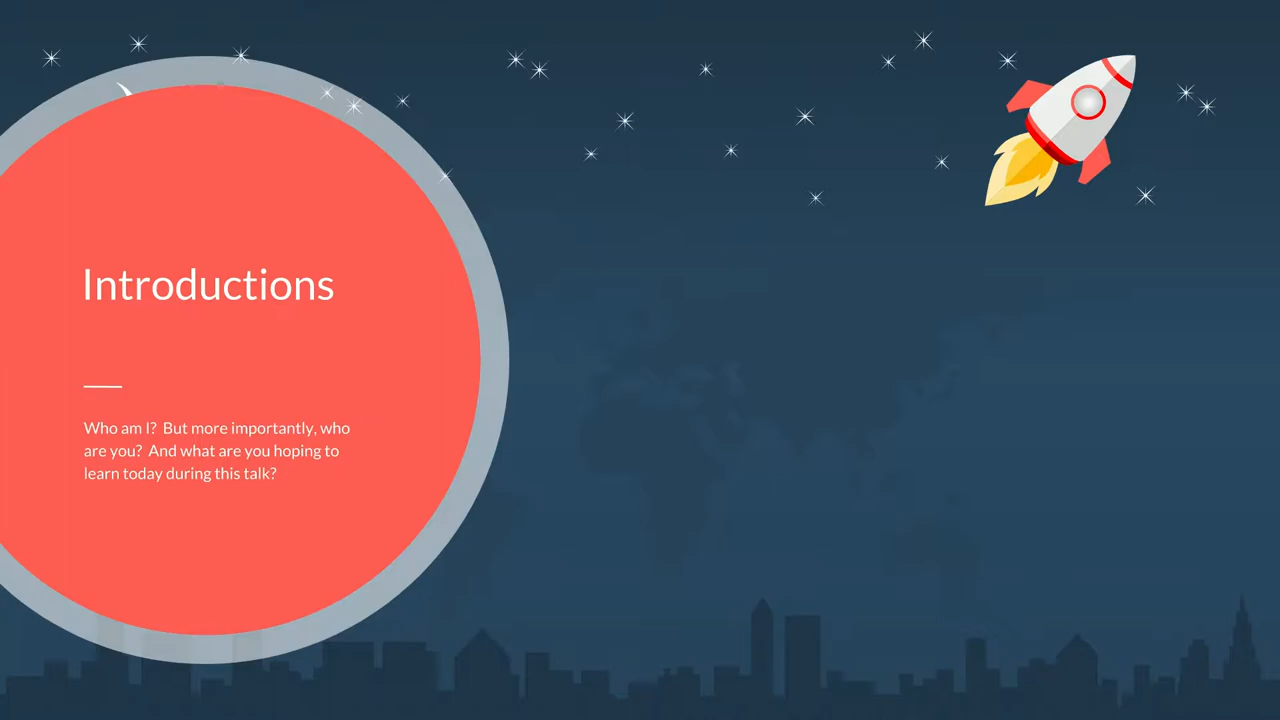 Introductions
Who am I?  But more importantly, who
are you?  And what are you hoping to
learn today during this talk?